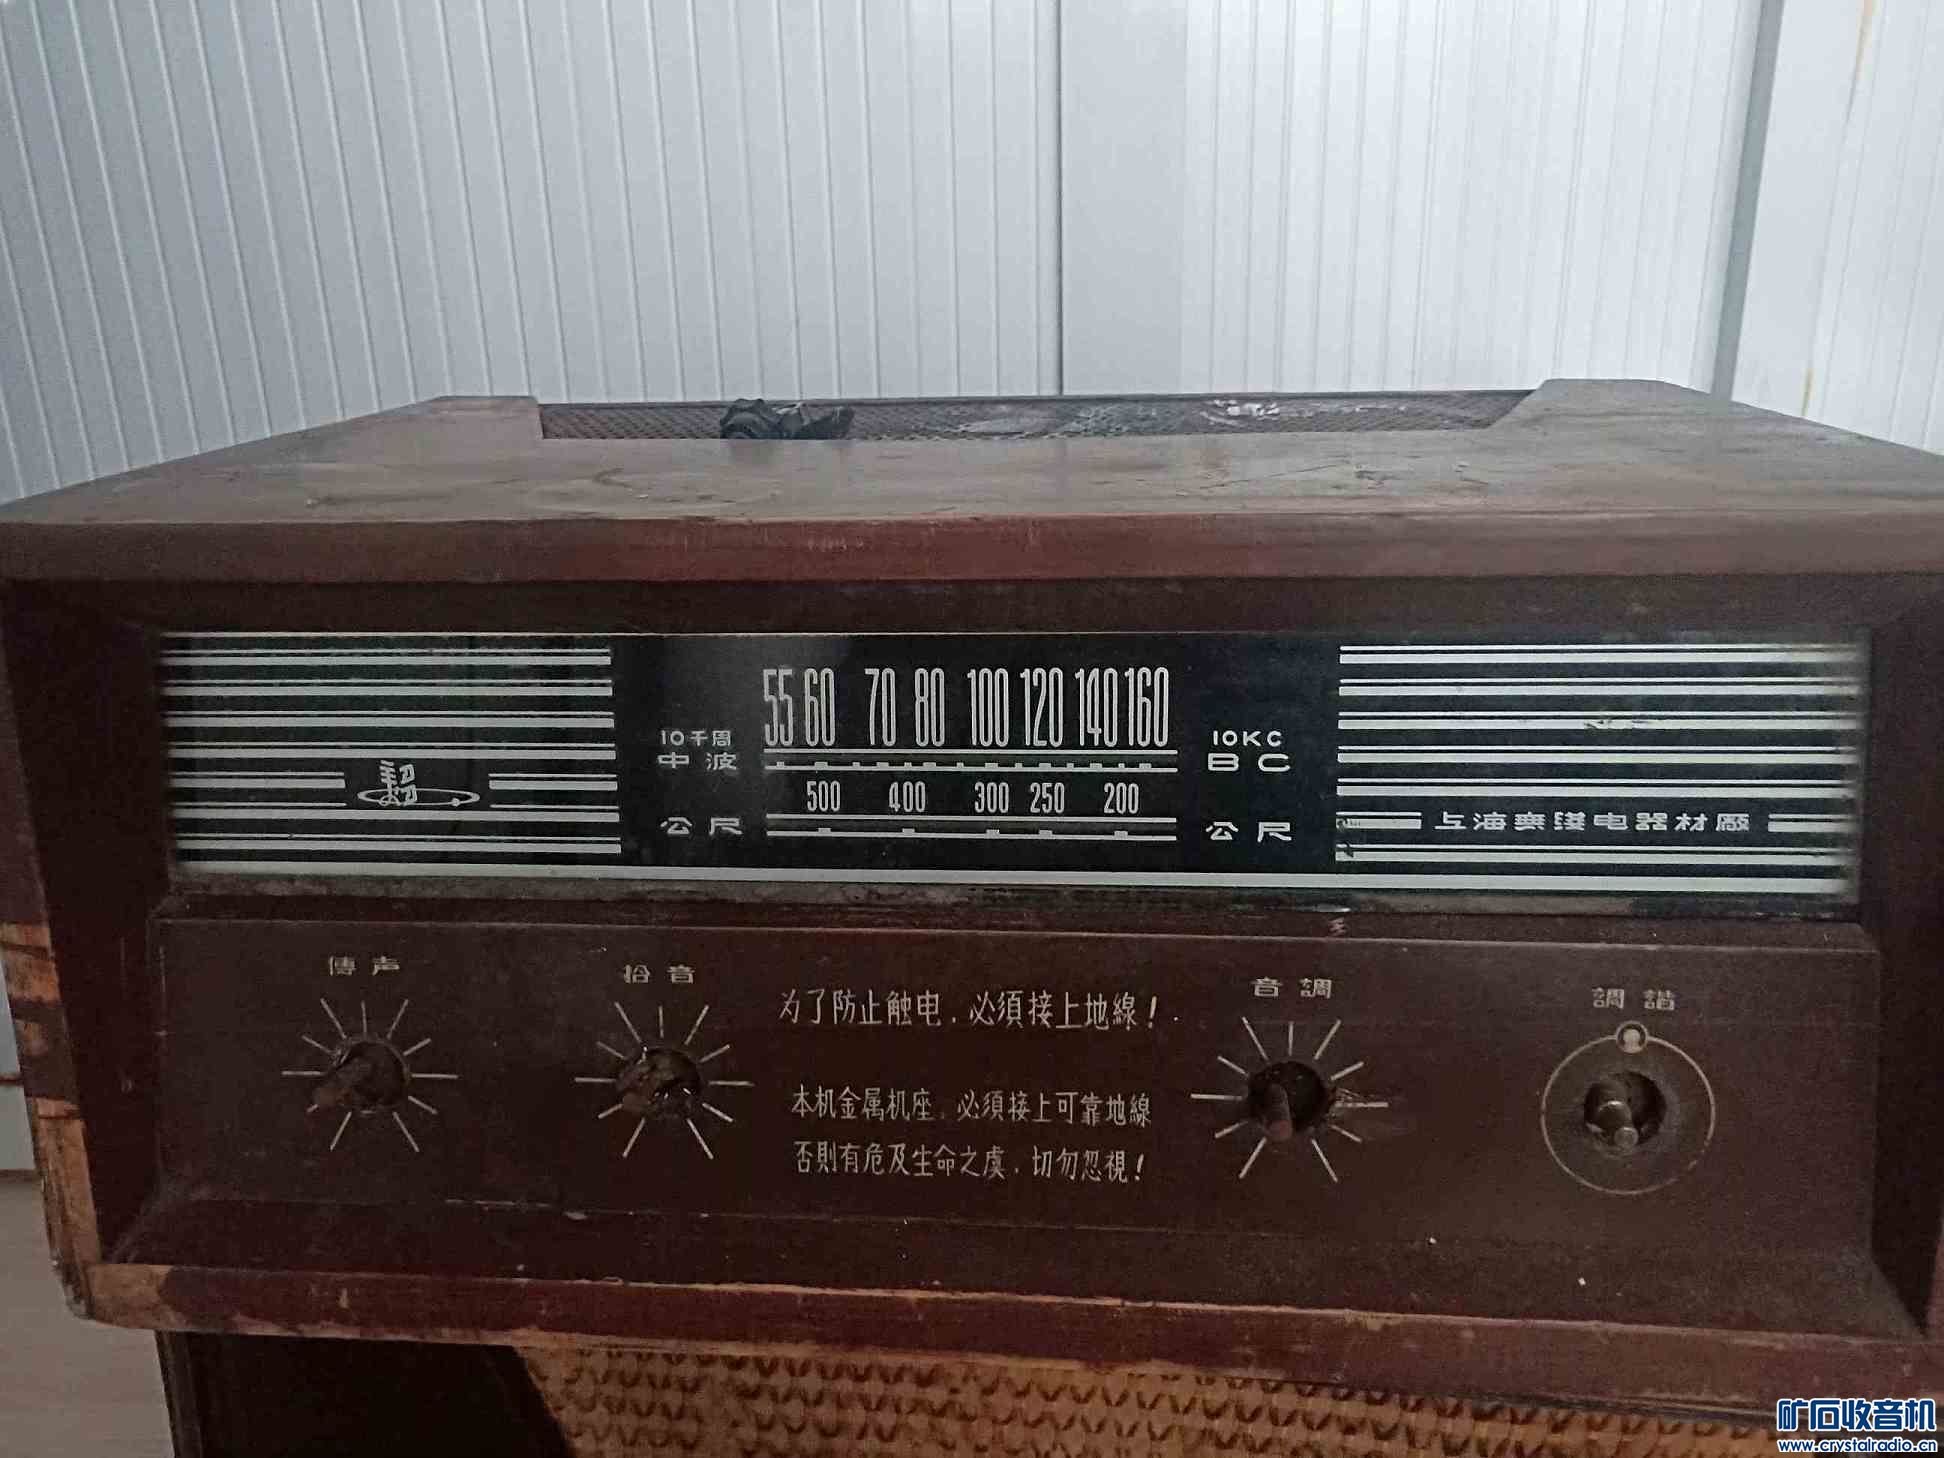 55 60 70 80 100 120 140 160
10千周
10KC
中波
BC
500 400 300 250 200
公尺
公尺
上海无线电器材厰
傳声
拾音
音調
調諧
为了防止触电，必須接上地線！
本机金属机座，必須接上可靠地線
否則有危及生命之虞，切勿忽視！
矿石收音机
www.crystalradio.cn